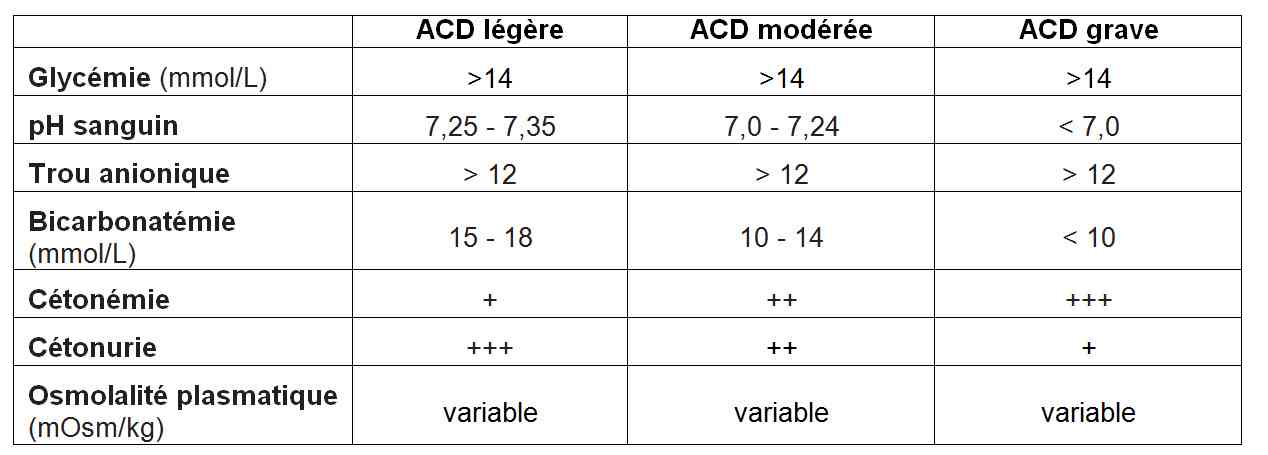 ACD légère ACD modérée ACD grave
Glycémie (mmol/L) >14 >14 >14
pH sanguin 7,25 - 7,35 7,0 - 7,24 < 7,0
Trou anionique > 12 > 12 > 12
Bicarbonatémie
(mmol/L) 15 - 18 10 - 14 < 10
Cétonémie + ++ +++
Cétonurie +++ ++ +
Osmolalité plasmatique
(mOsm/kg) variable variable variable